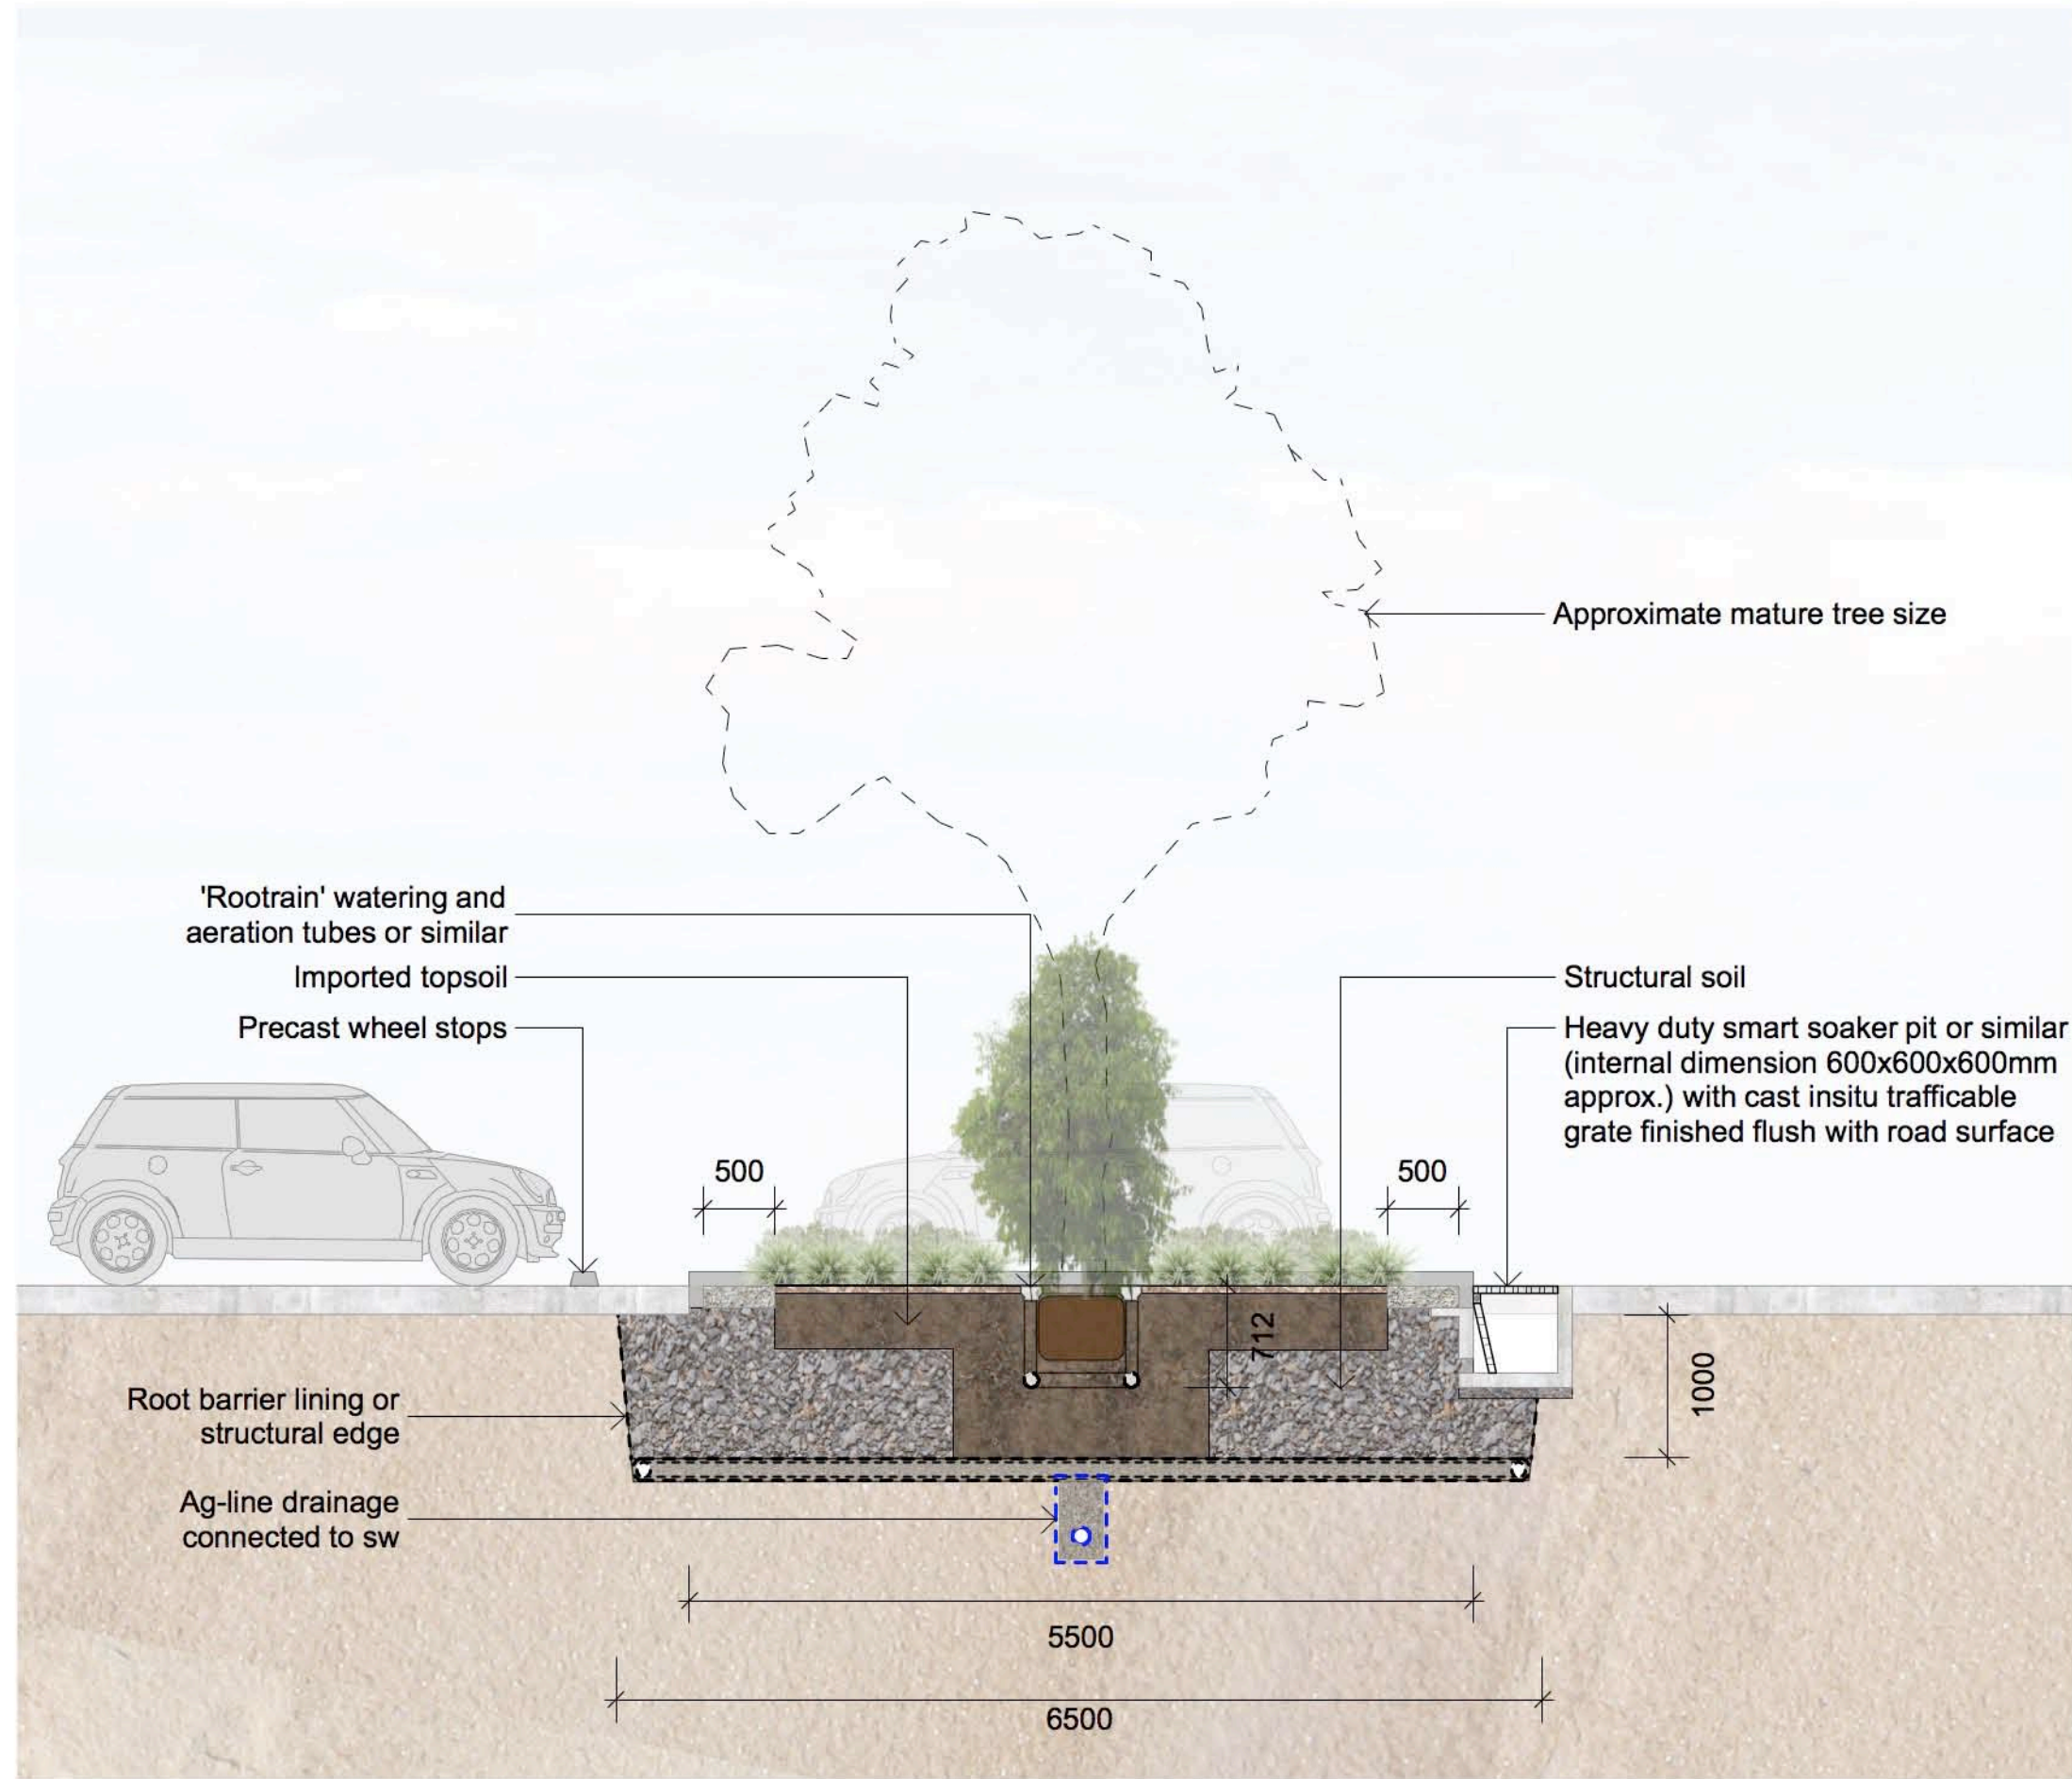 Approximate mature tree size
'Rootrain' watering and
aeration tubes or similar
Imported topsoil
Precast wheel stops
Structural soil
Heavy duty smart soaker pit or similar
(internal dimension 600x600x600mm
approx.) with cast insitu trafficable
grate finished flush with road surface
500
500
712
1000
Root barrier lining or
structural edge
Ag-line drainage
connected to sw
5500
6500